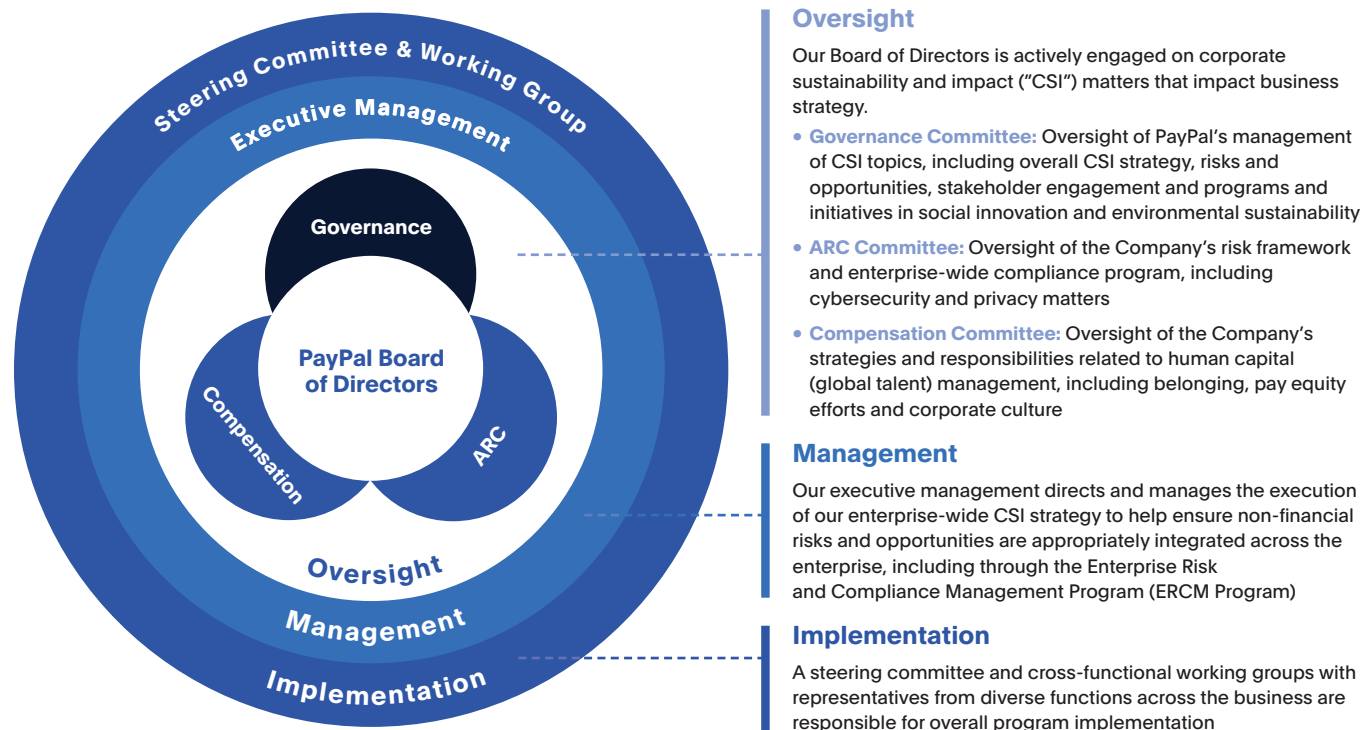 Steering Committee & Working Group
Executive Management
Governance
PayPal Board
of Directors
Compensation
ARC
Oversight
Management
Implementation
Oversight
Our Board of Directors is actively engaged on corporate
sustainability and impact (“CSI”) matters that impact business
strategy.
• Governance Committee: Oversight of PayPal’s management
of CSI topics, including overall CSI strategy, risks and
opportunities, stakeholder engagement and programs and
initiatives in social innovation and environmental sustainability
• ARC Committee: Oversight of the Company’s risk framework
and enterprise-wide compliance program, including
cybersecurity and privacy matters
• Compensation Committee: Oversight of the Company’s
strategies and responsibilities related to human capital
(global talent) management, including belonging, pay equity
efforts and corporate culture
Management
Our executive management directs and manages the execution
of our enterprise-wide CSI strategy to help ensure non-financial
risks and opportunities are appropriately integrated across the
enterprise, including through the Enterprise Risk
and Compliance Management Program (ERCM Program)
Implementation
A steering committee and cross-functional working groups with
representatives from diverse functions across the business are
responsible for overall program implementation